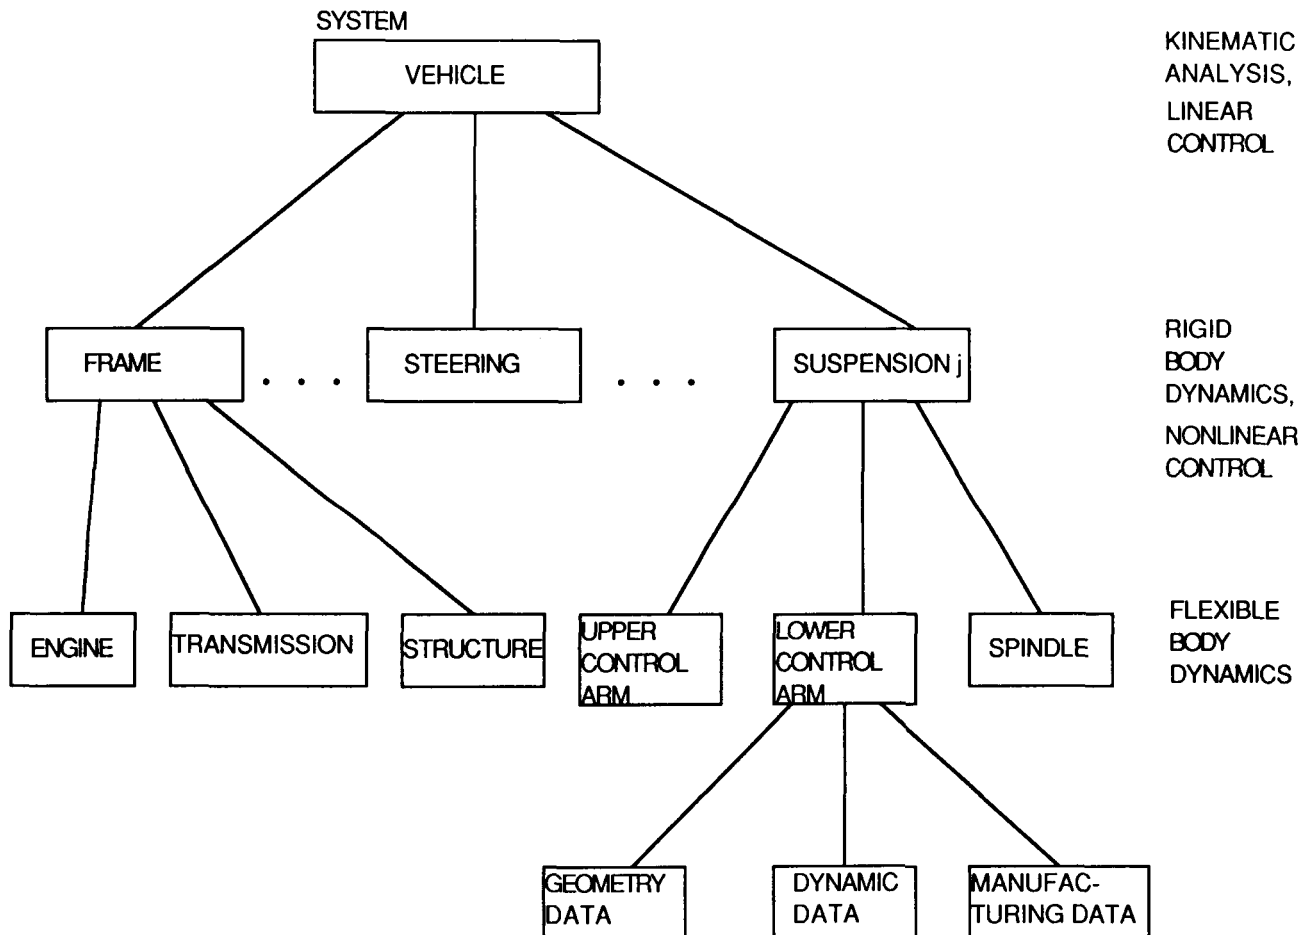 SYSTEM
VEHICLE
KINEMATIC
ANALYSIS,
LINEAR
CONTROL
FRAME
. . .
STEERING
. . .
SUSPENSION j
RIGID
BODY
DYNAMICS,
NONLINEAR
CONTROL
ENGINE
TRANSMISSION
STRUCTURE
UPPER
CONTROL
ARM
LOWER
CONTROL
ARM
SPINDLE
FLEXIBLE
BODY
DYNAMICS
GEOMETRY
DATA
DYNAMIC
DATA
MANUFAC-
TURING DATA